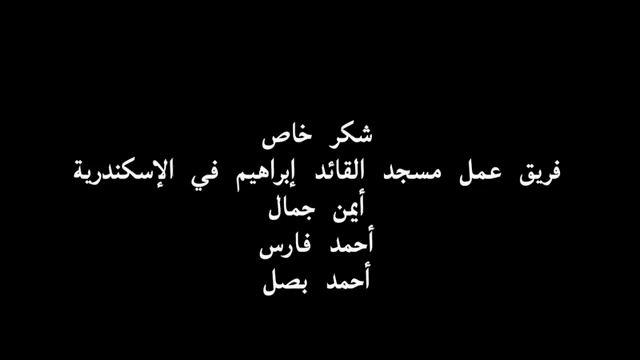 شكر خاص
فريق عمل مسجد القائد إبراهيم في الإسكندرية
أيمن جمال
أحمد فارس
أحمد بصل